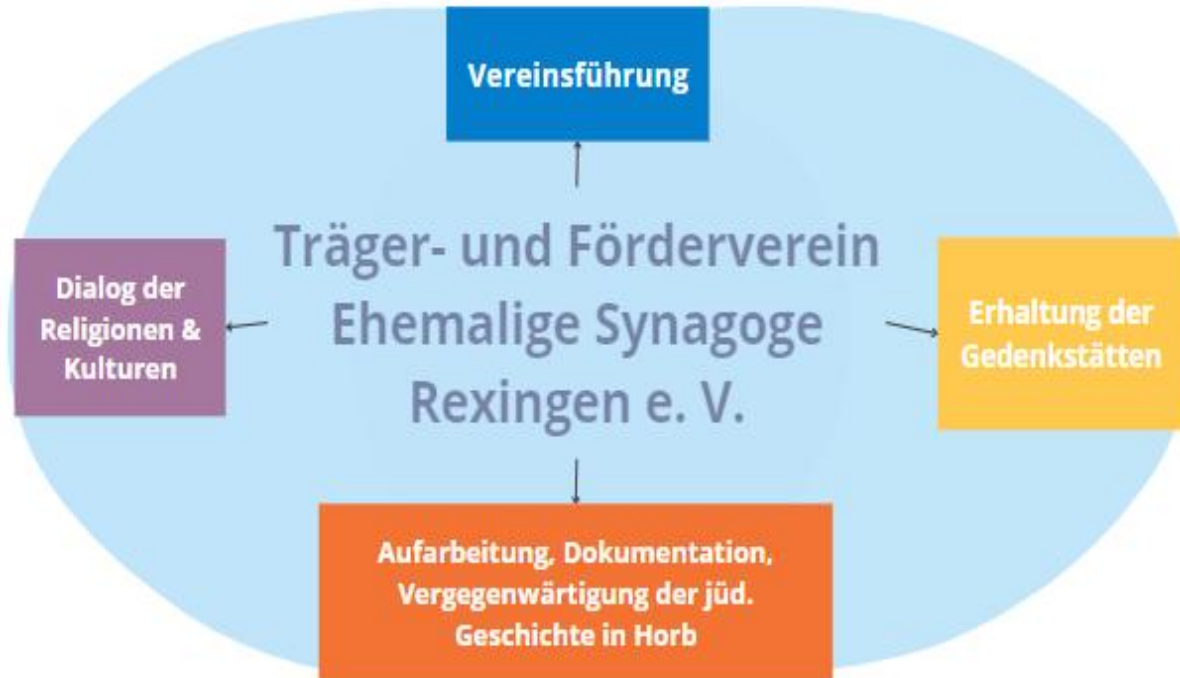 Vereinsführung
Träger- und Förderverein
Ehemalige Synagoge
Rexingen e. V.
Dialog der
Religionen &
Kulturen
Erhaltung der
Gedenkstätten
Aufarbeitung, Dokumentation,
Vergegenwärtigung der jüd.
Geschichte in Horb